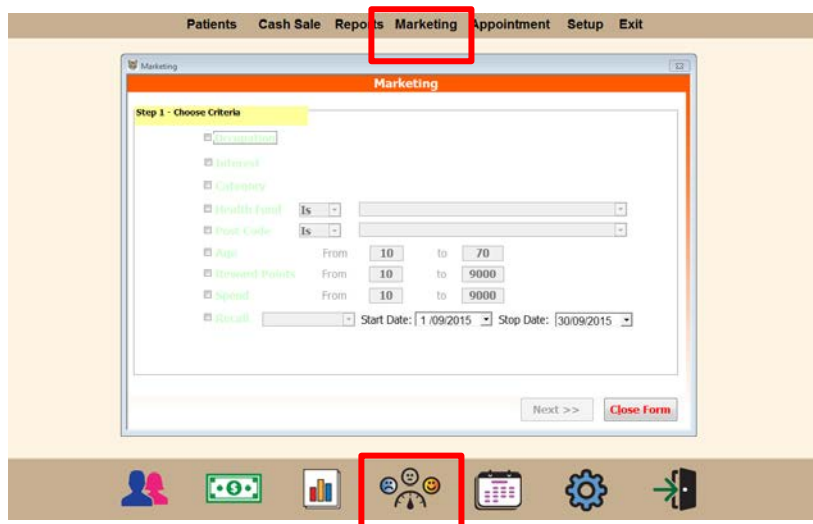 Patients Cash Sale Reports Marketing Appointment Setup Exit
Marketing
Marketing
Step 1 - Choose Criteria
Occupation
Interest
Category
Health Fund Is
Post Code Is
Age From 10 to 70
Reward Points From 10 to 9000
Spend From 10 to 9000
Recall Start Date: 1 /09/2015 Stop Date: 30/09/2015
Next >> Close Form